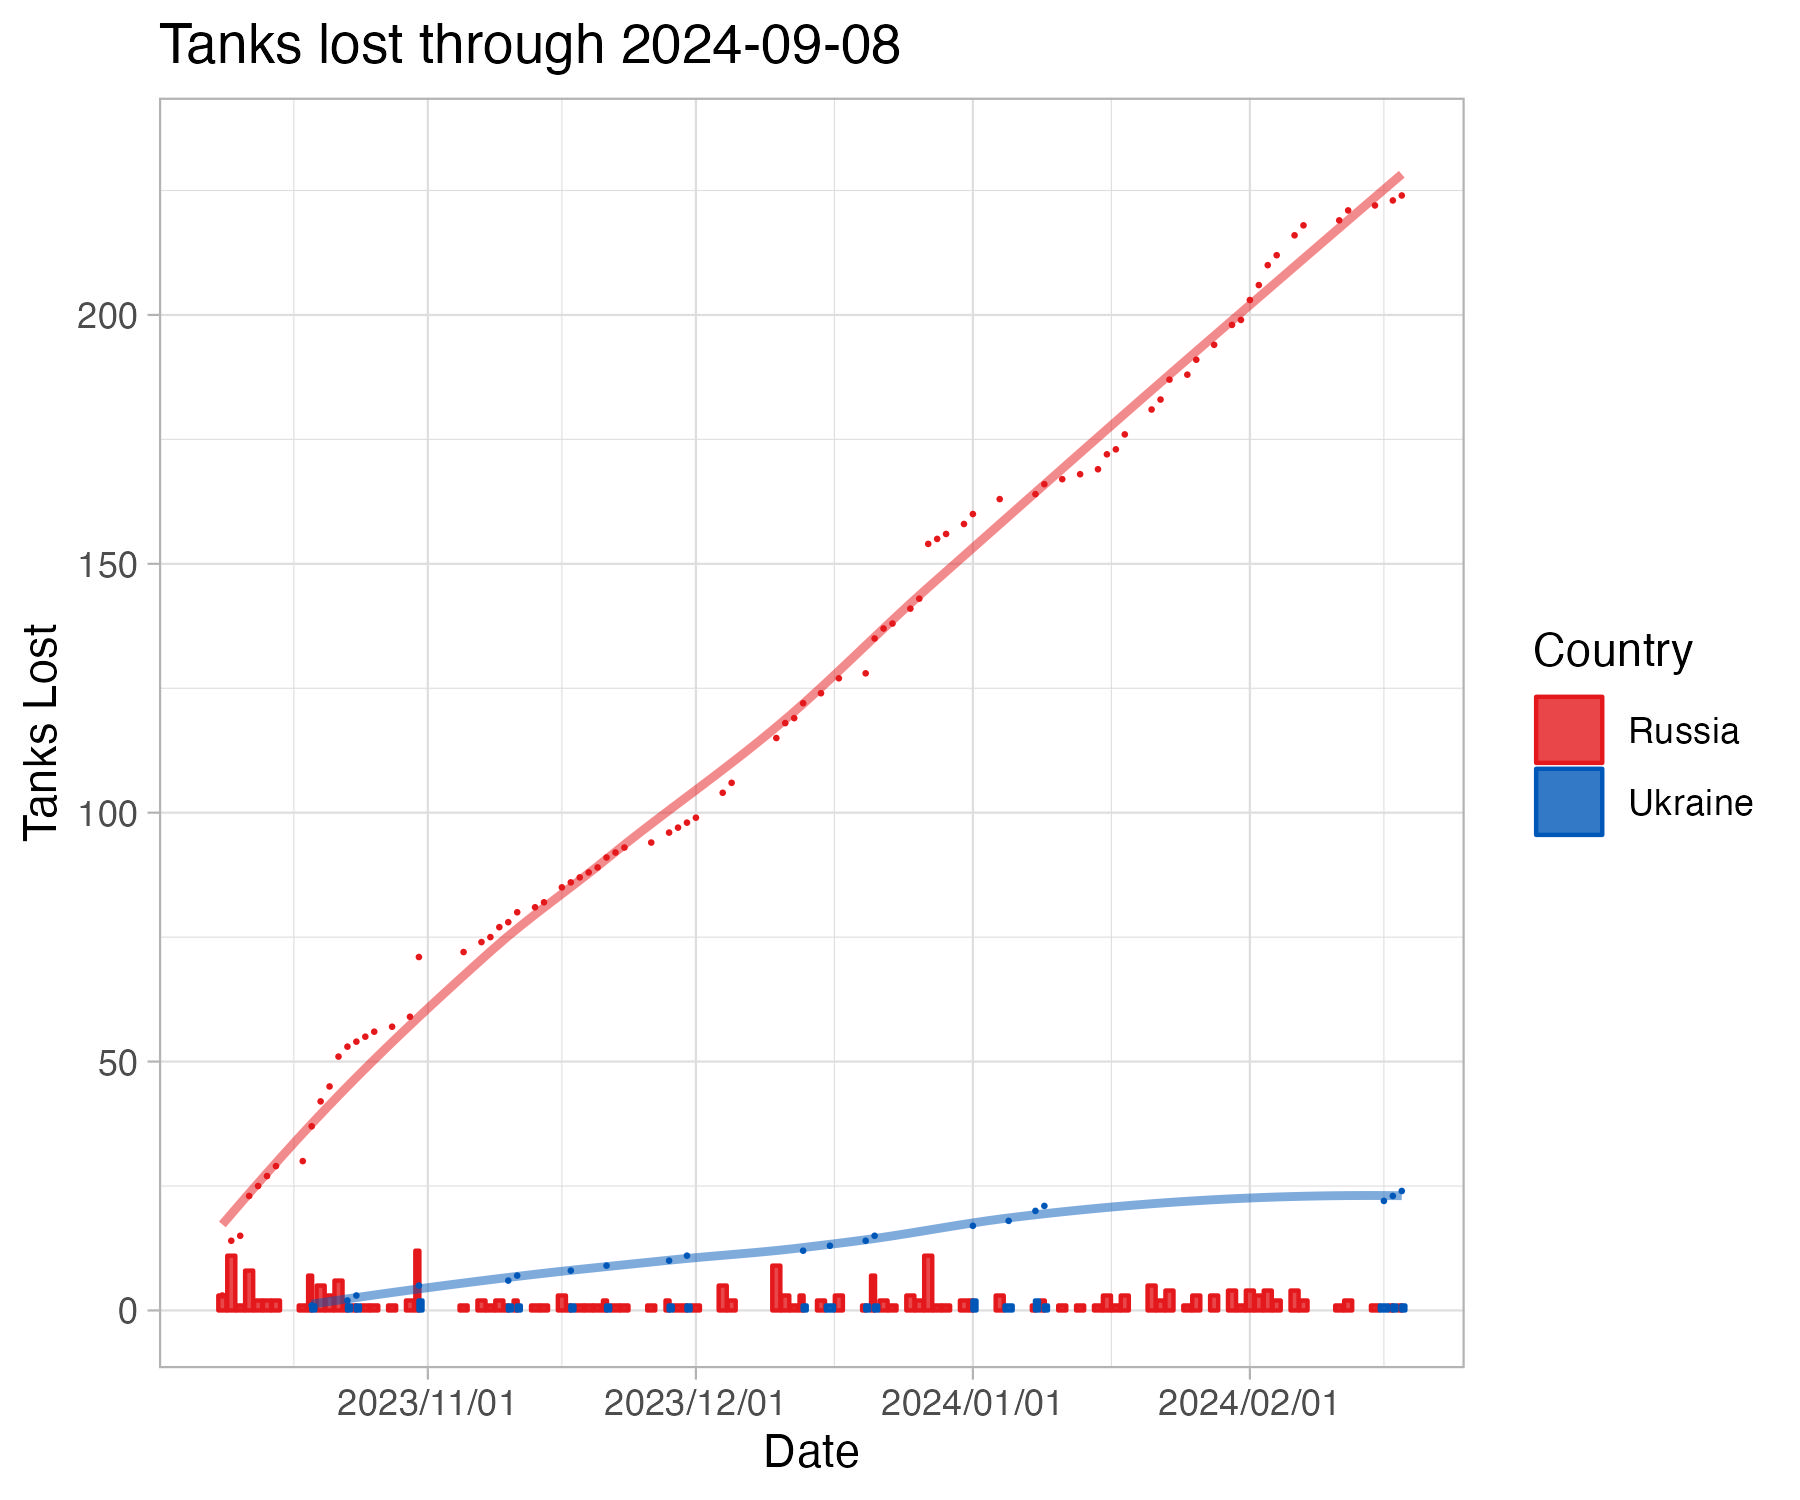 Tanks lost through 2024-09-08
Tanks Lost
200
150
100
50
0
2023/11/01
2023/12/01
2024/01/01
2024/02/01
Date
Country
Russia
Ukraine